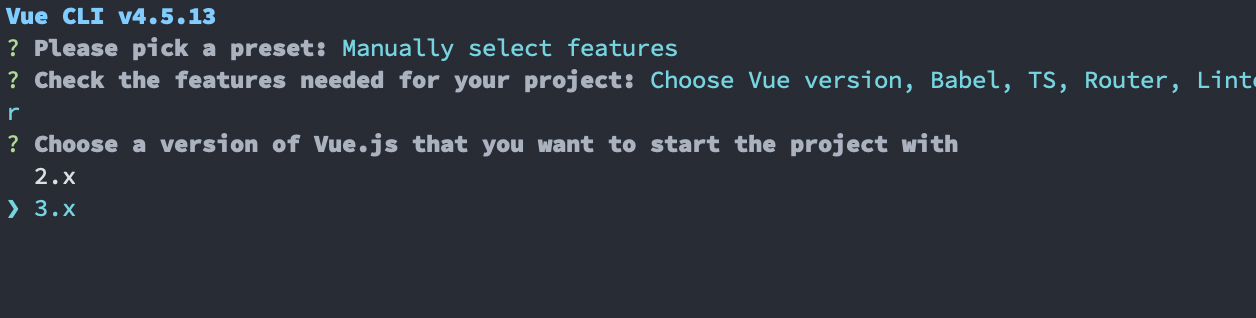 Vue CLI v4.5.13
? Please pick a preset: Manually select features
? Check the features needed for your project: Choose Vue version, Babel, TS, Router, Linte
r
? Choose a version of Vue.js that you want to start the project with
2.x
❯ 3.x